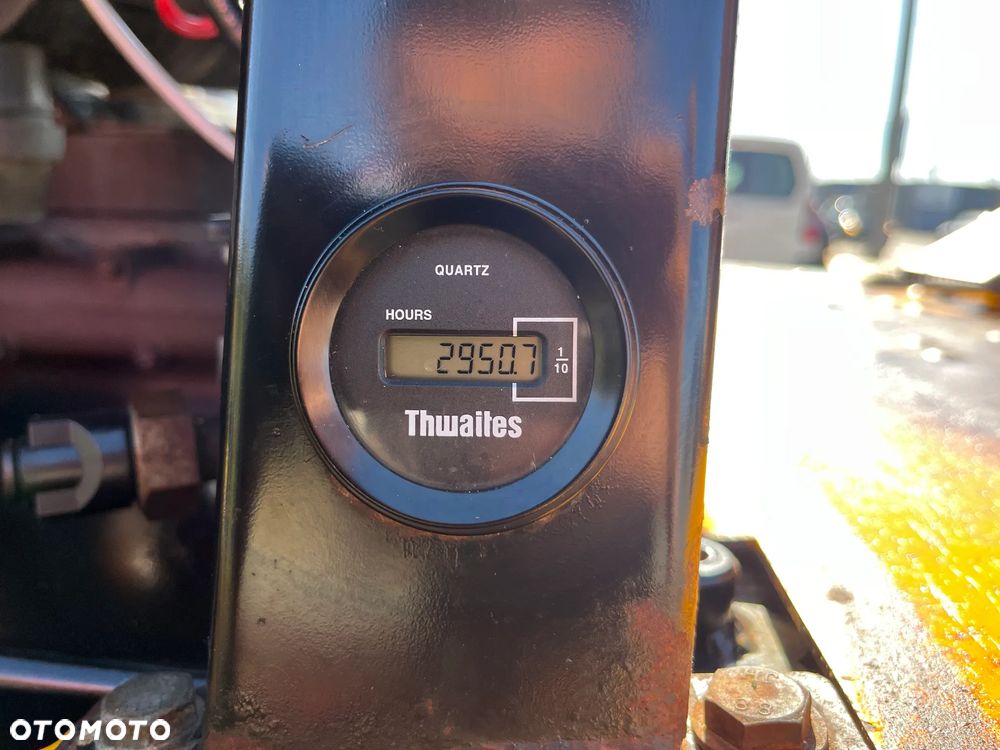 QUARTZ
HOURS
2950.7
1
10
Thwaites
OTOMOTO